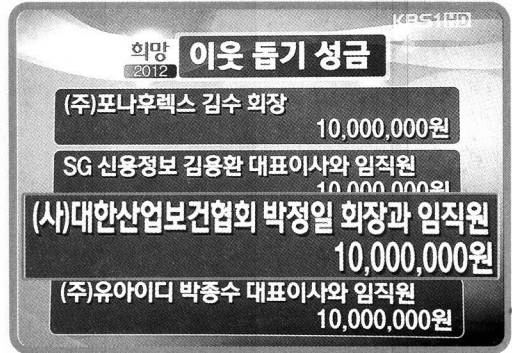 KBS1HD
희망
2012
이웃 돕기 성금
(주)포나후렉스 김수 회장
10,000,000원
SG 신용정보 김용환 대표이사와 임직원
10,000,000원
(사)대한산업보건협회 박정일 회장과 임직원
10,000,000원
(주)유아이디 박종수 대표이사와 임직원
10,000,000원